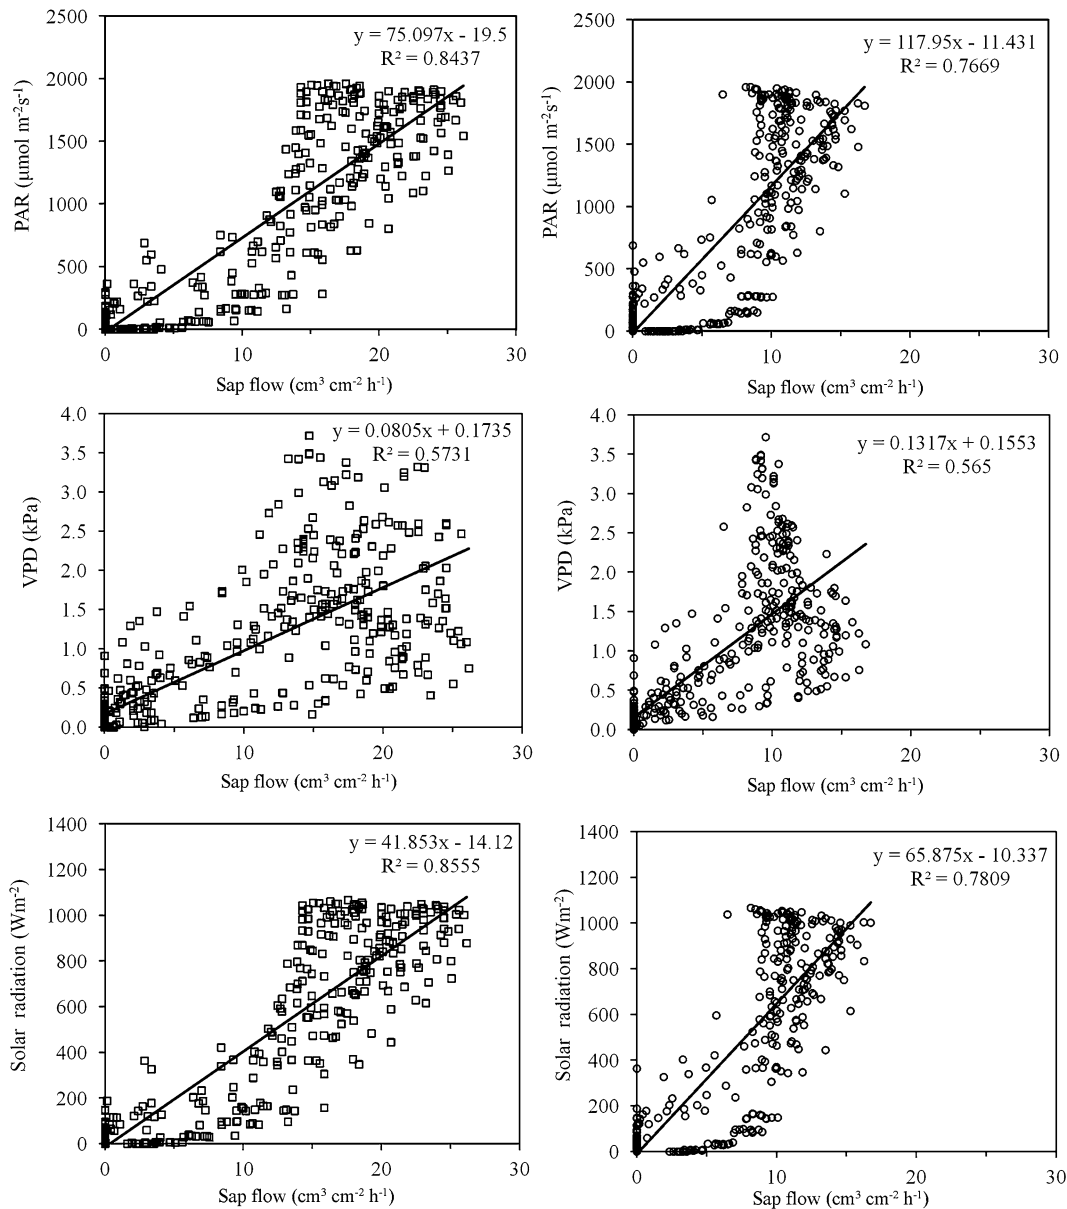 2500
2000
1500
1000
500
0
PAR (µmol m⁻²s⁻¹)
y = 75.097x - 19.5
R² = 0.8437
0 10 20 30
Sap flow (cm³ cm⁻² h⁻¹)
2500
2000
1500
1000
500
0
PAR (µmol m⁻²s⁻¹)
y = 117.95x - 11.431
R² = 0.7669
0 10 20 30
Sap flow (cm³ cm⁻² h⁻¹)
4.0
3.0
2.0
1.0
0.5
0.0
2.5
1.5
3.5
VPD (kPa)
y = 0.0805x + 0.1735
R² = 0.5731
0 10 20 30
Sap flow (cm³ cm⁻² h⁻¹)
4.0
3.5
3.0
2.5
2.0
1.5
1.0
0.5
0.0
VPD (kPa)
y = 0.1317x + 0.1553
R² = 0.565
0 10 20 30
Sap flow (cm³ cm⁻² h⁻¹)
1400
1200
1000
800
600
400
200
0
Solar radiation (Wm⁻²)
y = 41.853x - 14.12
R² = 0.8555
0 10 20 30
Sap flow (cm³ cm⁻² h⁻¹)
1400
1200
1000
800
600
400
200
0
Solar radiation (Wm⁻²)
y = 65.875x - 10.337
R² = 0.7809
0 10 20 30
Sap flow (cm³ cm⁻² h⁻¹)